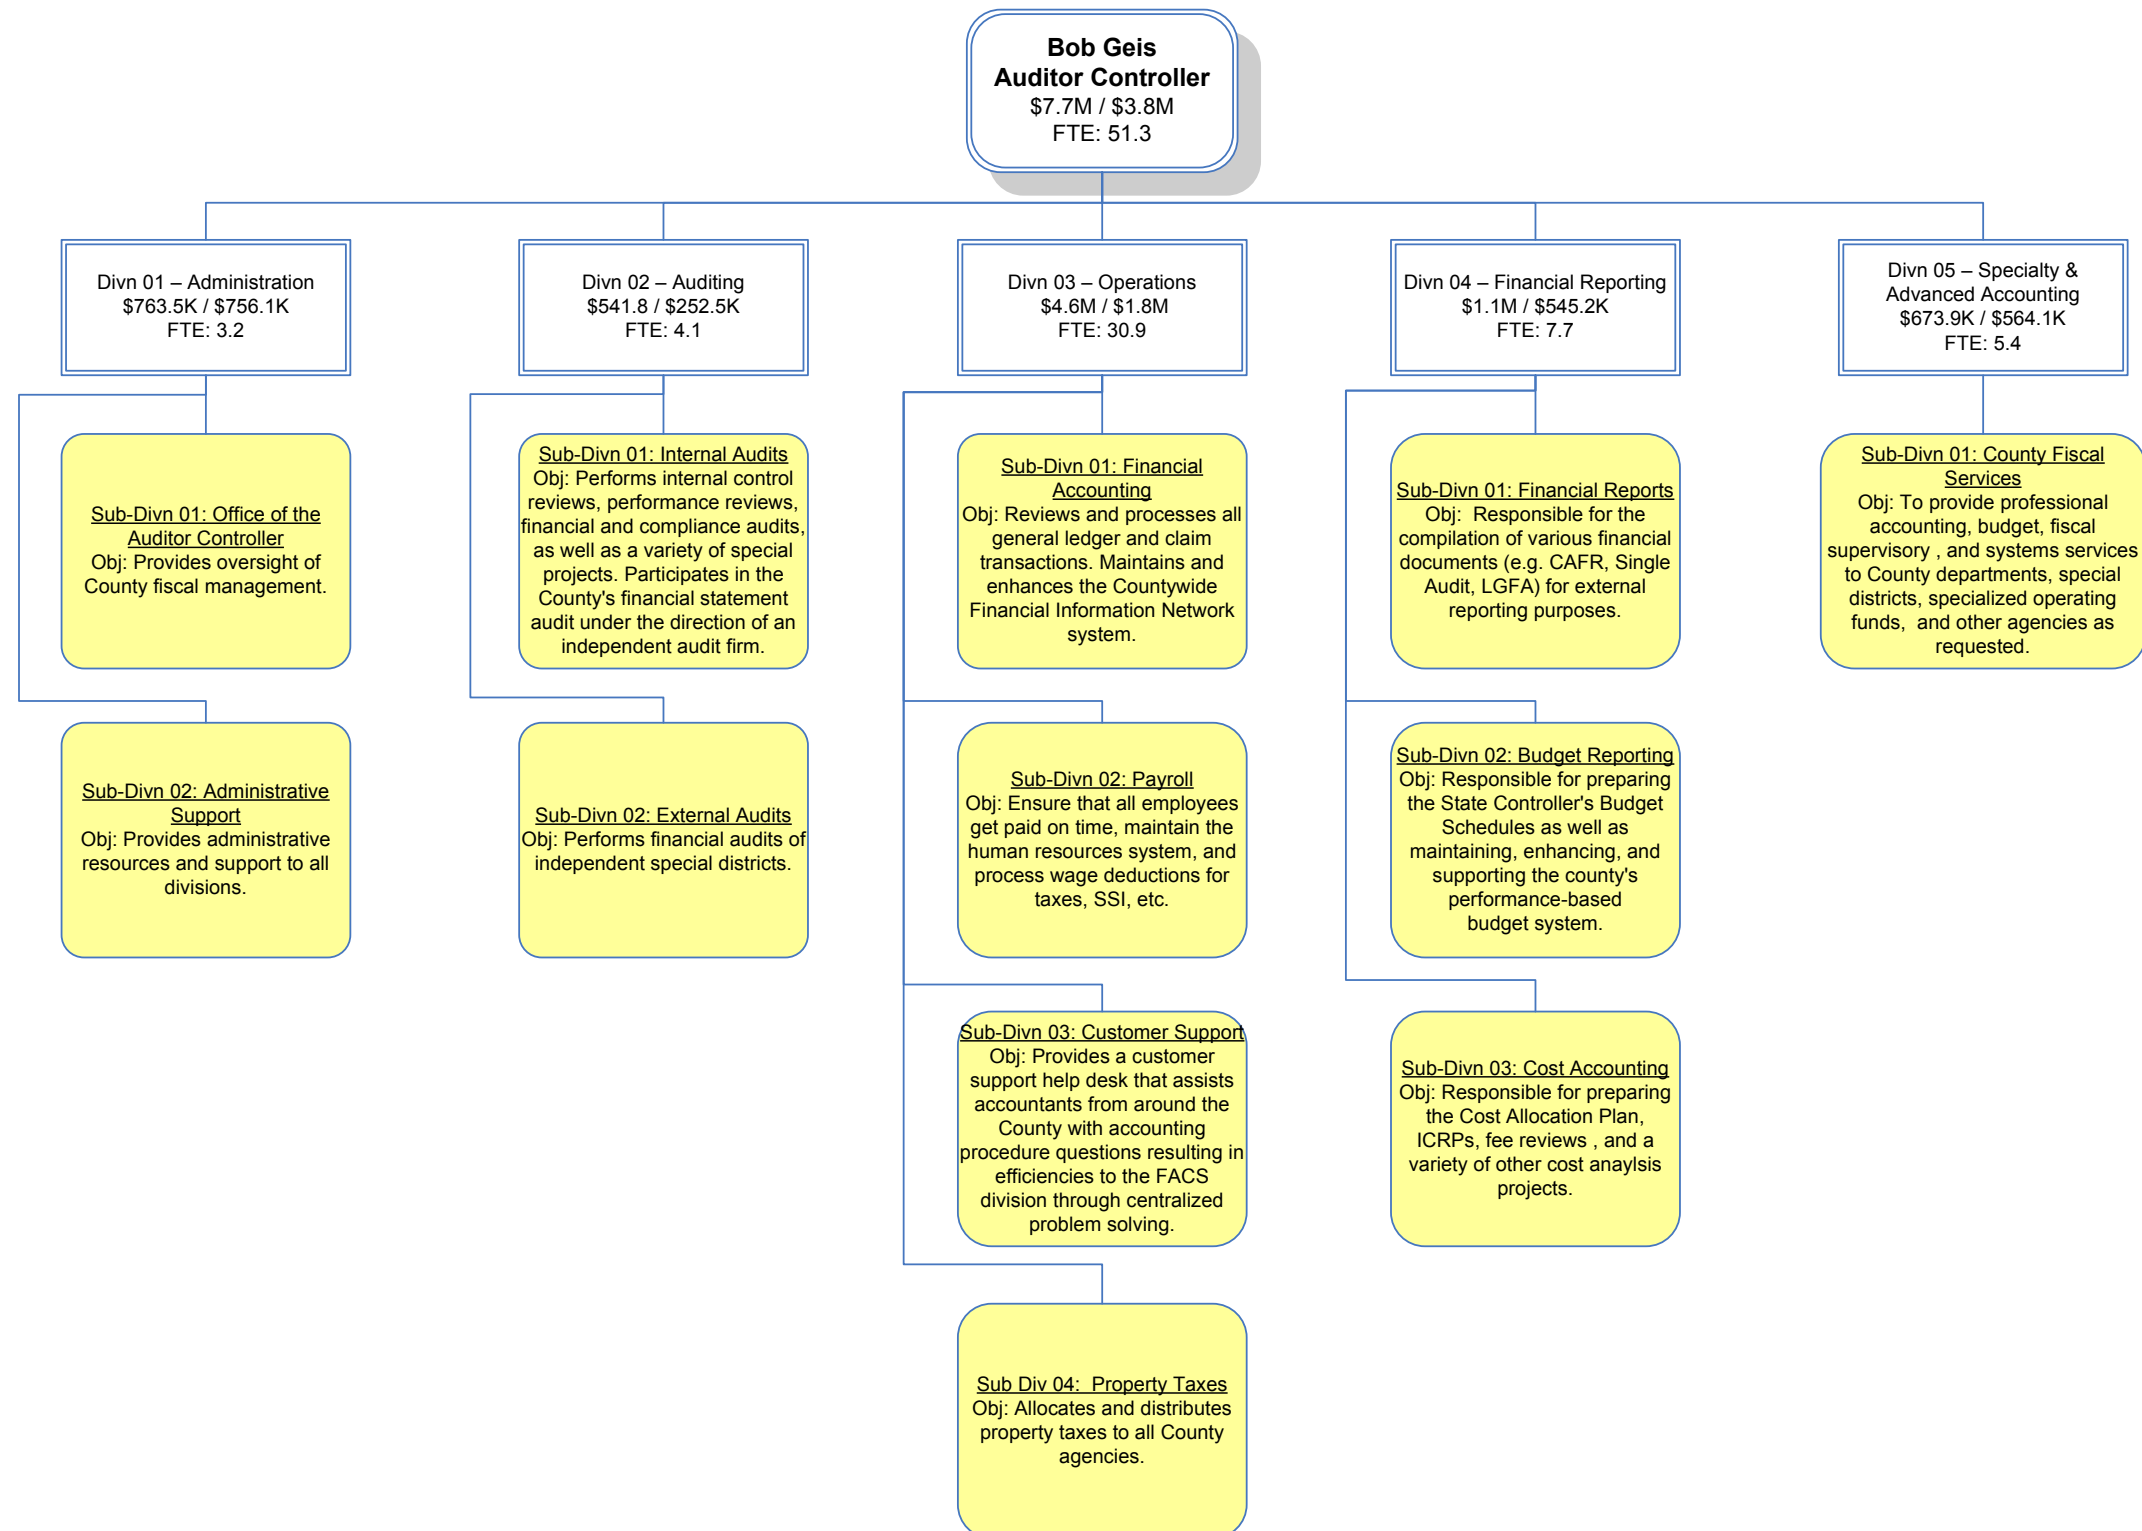 Bob Geis
Auditor Controller
$7.7M / $3.8M
FTE: 51.3
Divn 01 – Administration
$763.5K / $756.1K
FTE: 3.2
Divn 02 – Auditing
$541.8 / $252.5K
FTE: 4.1
Divn 03 – Operations
$4.6M / $1.8M
FTE: 30.9
Divn 04 – Financial Reporting
$1.1M / $545.2K
FTE: 7.7
Divn 05 – Specialty &
Advanced Accounting
$673.9K / $564.1K
FTE: 5.4
Sub-Divn 01: Office of the
Auditor Controller
Obj: Provides oversight of
County fiscal management.
Sub-Divn 01: Internal Audits
Obj: Performs internal control
reviews, performance reviews,
financial and compliance audits,
as well as a variety of special
projects. Participates in the
County's financial statement
audit under the direction of an
independent audit firm.
Sub-Divn 01: Financial
Accounting
Obj: Reviews and processes all
general ledger and claim
transactions. Maintains and
enhances the Countywide
Financial Information Network
system.
Sub-Divn 01: Financial Reports
Obj:  Responsible for the
compilation of various financial
documents (e.g. CAFR, Single
Audit, LGFA) for external
reporting purposes.
Sub-Divn 01: County Fiscal
Services
Obj: To provide professional
accounting, budget, fiscal
supervisory , and systems services
to County departments, special
districts, specialized operating
funds,  and other agencies as
requested.
Sub-Divn 02: Administrative
Support
Obj: Provides administrative
resources and support to all
divisions.
Sub-Divn 02: External Audits
Obj: Performs financial audits of
independent special districts.
Sub-Divn 02: Payroll
Obj: Ensure that all employees
get paid on time, maintain the
human resources system, and
process wage deductions for
taxes, SSI, etc.
Sub-Divn 02: Budget Reporting
Obj: Responsible for preparing
the State Controller's Budget
Schedules as well as
maintaining, enhancing, and
supporting the county's
performance-based
budget system.
Sub-Divn 03: Customer Support
Obj: Provides a customer
support help desk that assists
accountants from around the
County with accounting
procedure questions resulting in
efficiencies to the FACS
division through centralized
problem solving.
Sub-Divn 03: Cost Accounting
Obj: Responsible for preparing
the Cost Allocation Plan,
ICRPs, fee reviews , and a
variety of other cost anaylsis
projects.
Sub Div 04:  Property Taxes
Obj: Allocates and distributes
property taxes to all County
agencies.